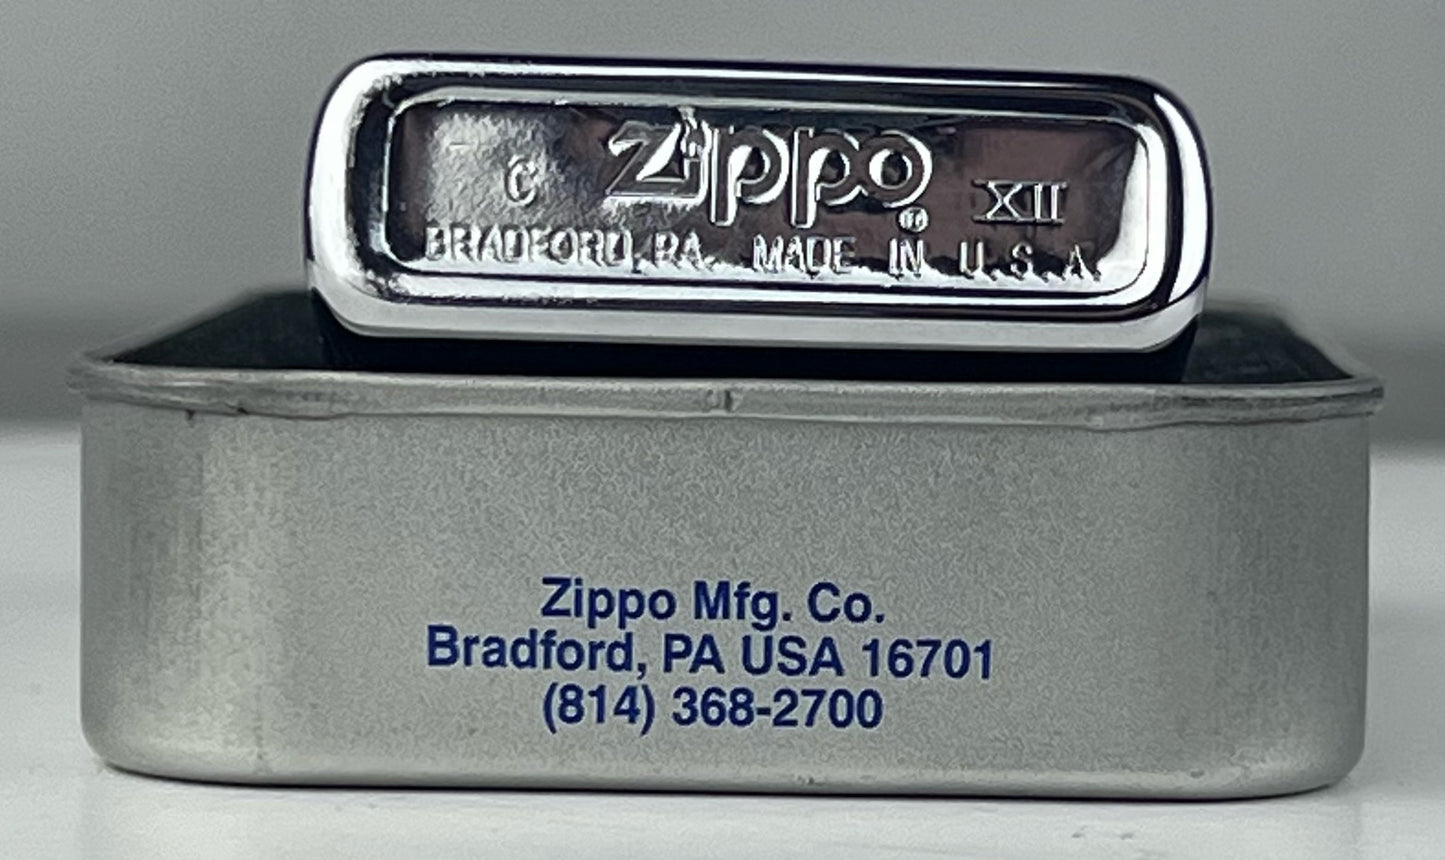 C Zippo® XII
BRADFORD, PA. MADE IN U.S.A.
Zippo Mfg. Co.
Bradford, PA USA 16701
(814) 368-2700